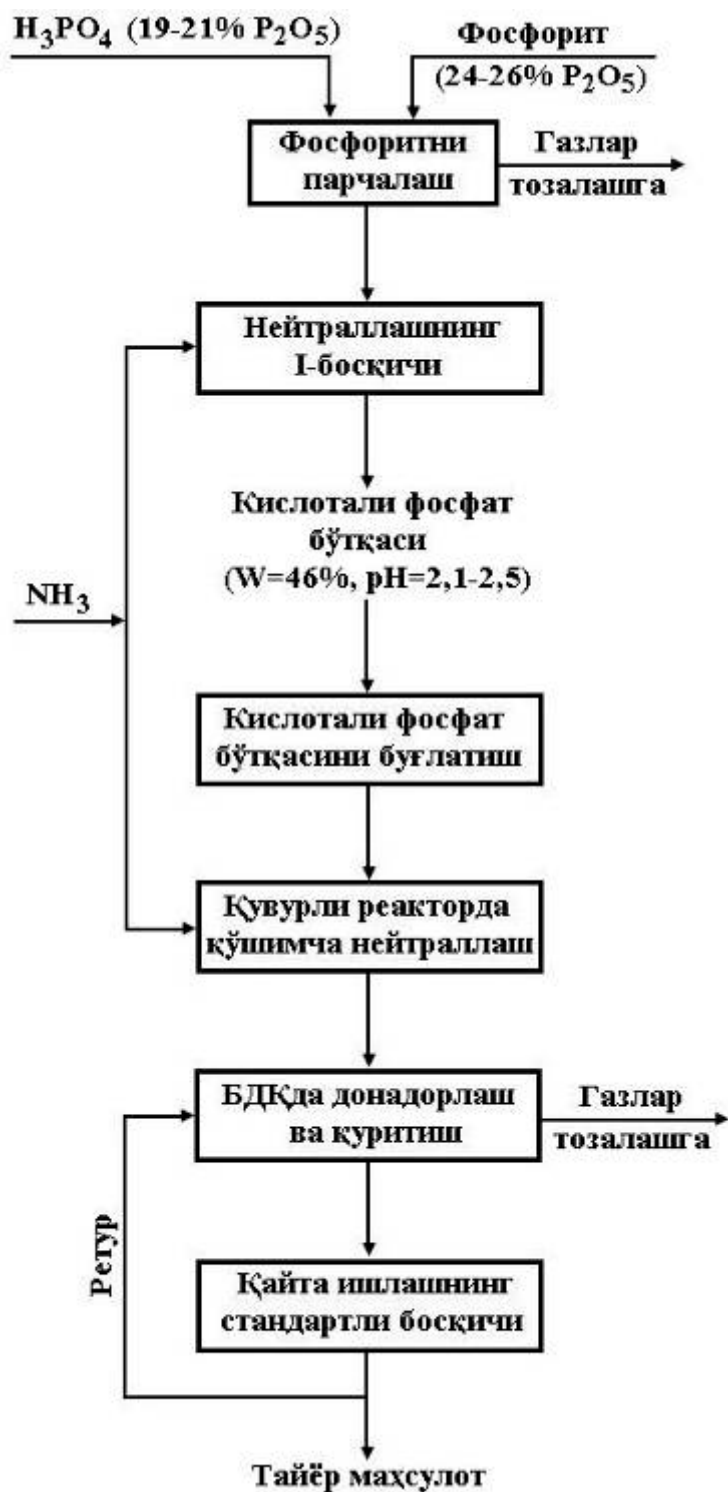 H₃PO₄ (19-21% P₂O₅)
Фосфорит
(24-26% P₂O₅)
Фосфоритни
парчалаш
Газлар
тозалашга
Нейтраллашнинг
I-босқичи
Кислотали фосфат
бўтқаси
(W=46%, pH=2,1-2,5)
NH₃
Кислотали фосфат
бўтқасини буғлатиш
Қувурли реакторда
қўшимча нейтраллаш
БДҚда донадорлаш
ва қуритиш
Газлар
тозалашга
Ретур
Қайта ишлашнинг
стандартли босқичи
Тайёр маҳсулот